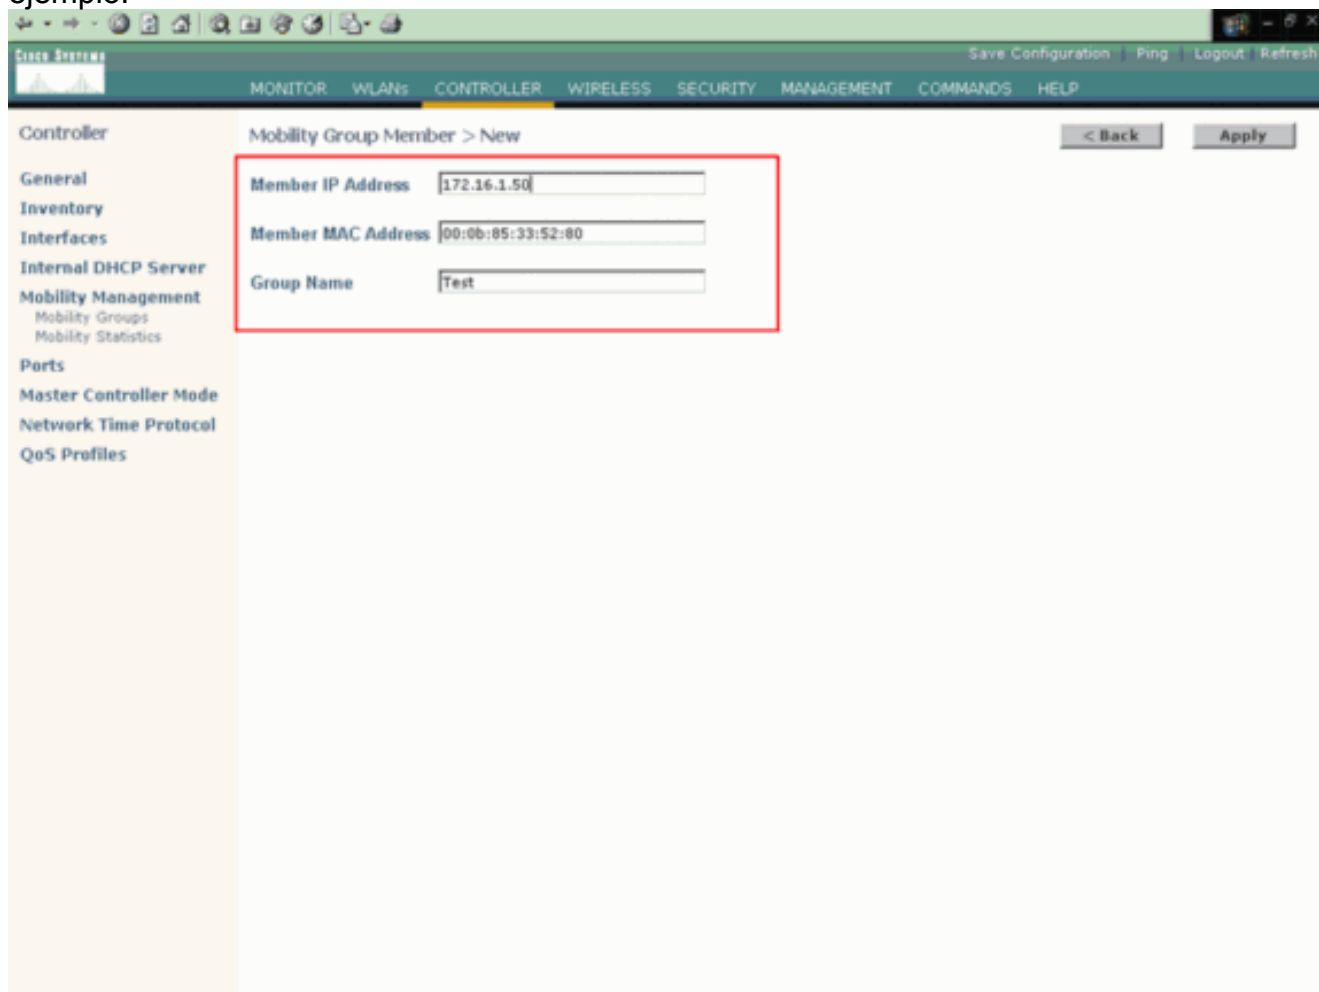 ejemplo:
CISCO SYSTEMS
Save Configuration | Ping | Logout | Refresh
MONITOR WLANs CONTROLLER WIRELESS SECURITY MANAGEMENT COMMANDS HELP
Controller
General
Inventory
Interfaces
Internal DHCP Server
Mobility Management
Mobility Groups
Mobility Statistics
Ports
Master Controller Mode
Network Time Protocol
QoS Profiles
Mobility Group Member > New
< Back Apply
Member IP Address 172.16.1.50
Member MAC Address 00:0b:85:33:52:80
Group Name Test